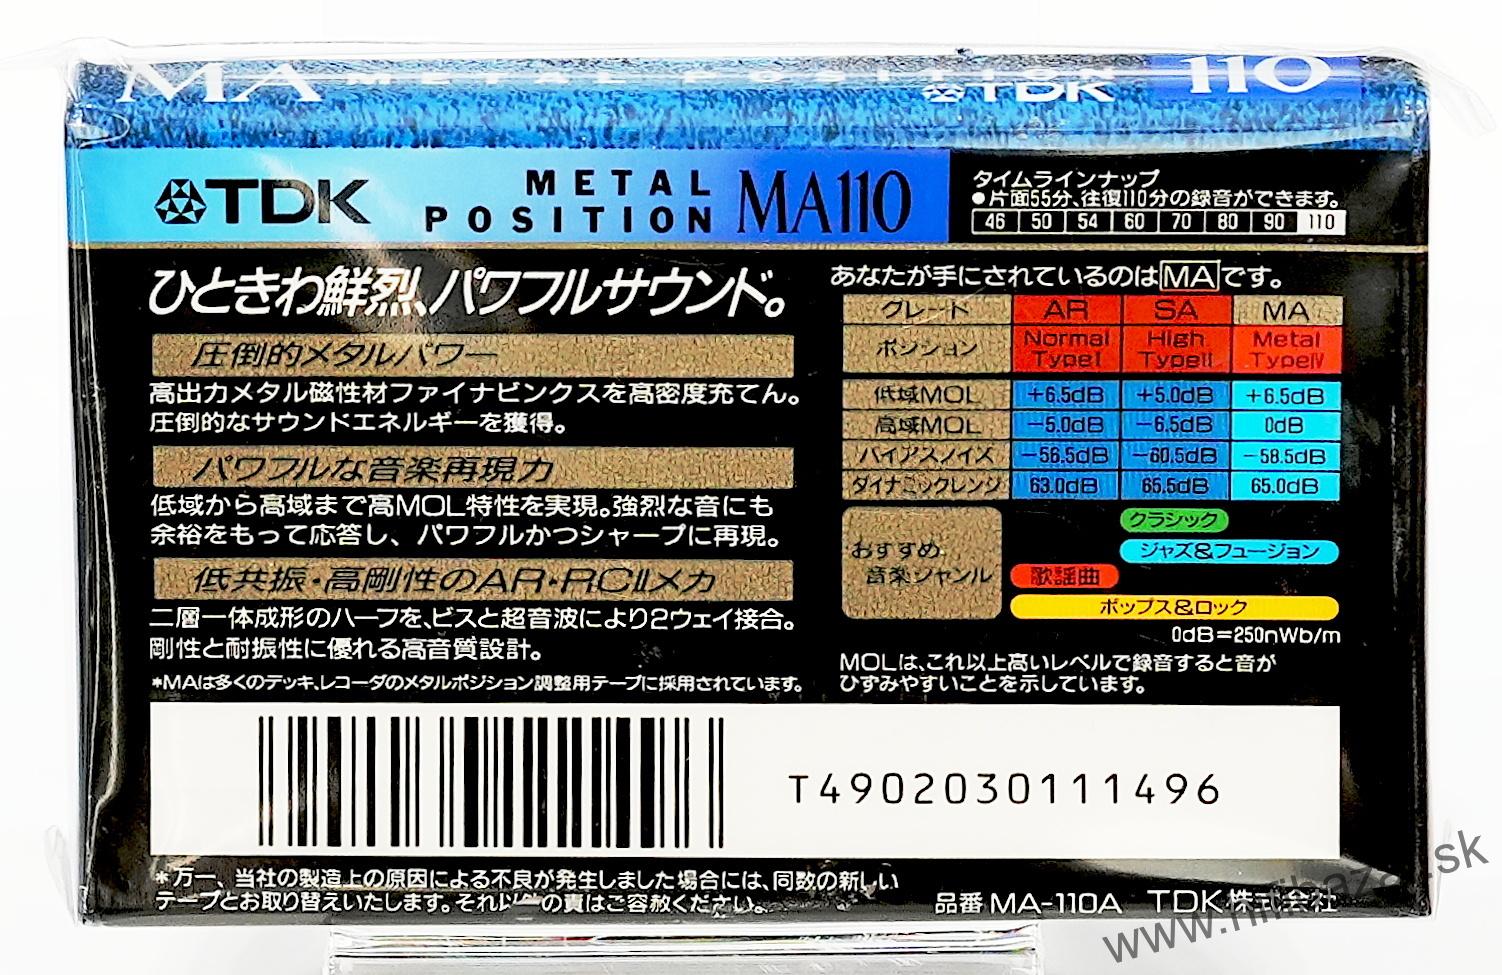 MA METAL POSITION TDK 110
TDK METAL POSITION MA110
タイムラインナップ
●片面55分、往復110分の録音ができます。
46 50 54 60 70 80 90 110
ひときわ鮮烈、パワフルサウンド。
圧倒的メタルパワー
高出力メタル磁性材ファイナビンクスを高密度充てん。
圧倒的なサウンドエネルギーを獲得。
パワフルな音楽再現力
低域から高域まで高MOL特性を実現。強烈な音にも
余裕をもって応答し、パワフルかつシャープに再現。
低共振・高剛性のAR・RCIIメカ
二層一体成形のハーフを、ビスと超音波により2ウェイ接合。
剛性と耐振性に優れる高音質設計。
*MAは多くのデッキ、レコーダのメタルポジション調整用テープに採用されています。
あなたが手にされているのはMAです。
グレード AR SA MA
ポジション Normal TypeI High TypeII Metal TypeIV
低域MOL +6.5dB +5.0dB +6.5dB
高域MOL -5.0dB -6.5dB 0dB
バイアスノイズ -56.5dB -60.5dB -58.5dB
ダイナミックレンジ 63.0dB 65.5dB 65.0dB
おすすめ
音楽ジャンル
クラシック
ジャズ&フュージョン
歌謡曲
ポップス&ロック
0dB=250nWb/m
MOLは、これ以上高いレベルで録音すると音が
ひずみやすいことを示しています。
T4902030111496
*万一、当社の製造上の原因による不良が発生しました場合には、同数の新しい
テープとお取り替えいたします。それ以の責はご容赦ください。
品番 MA-110A TDK株式会社
www.hifibazar.sk